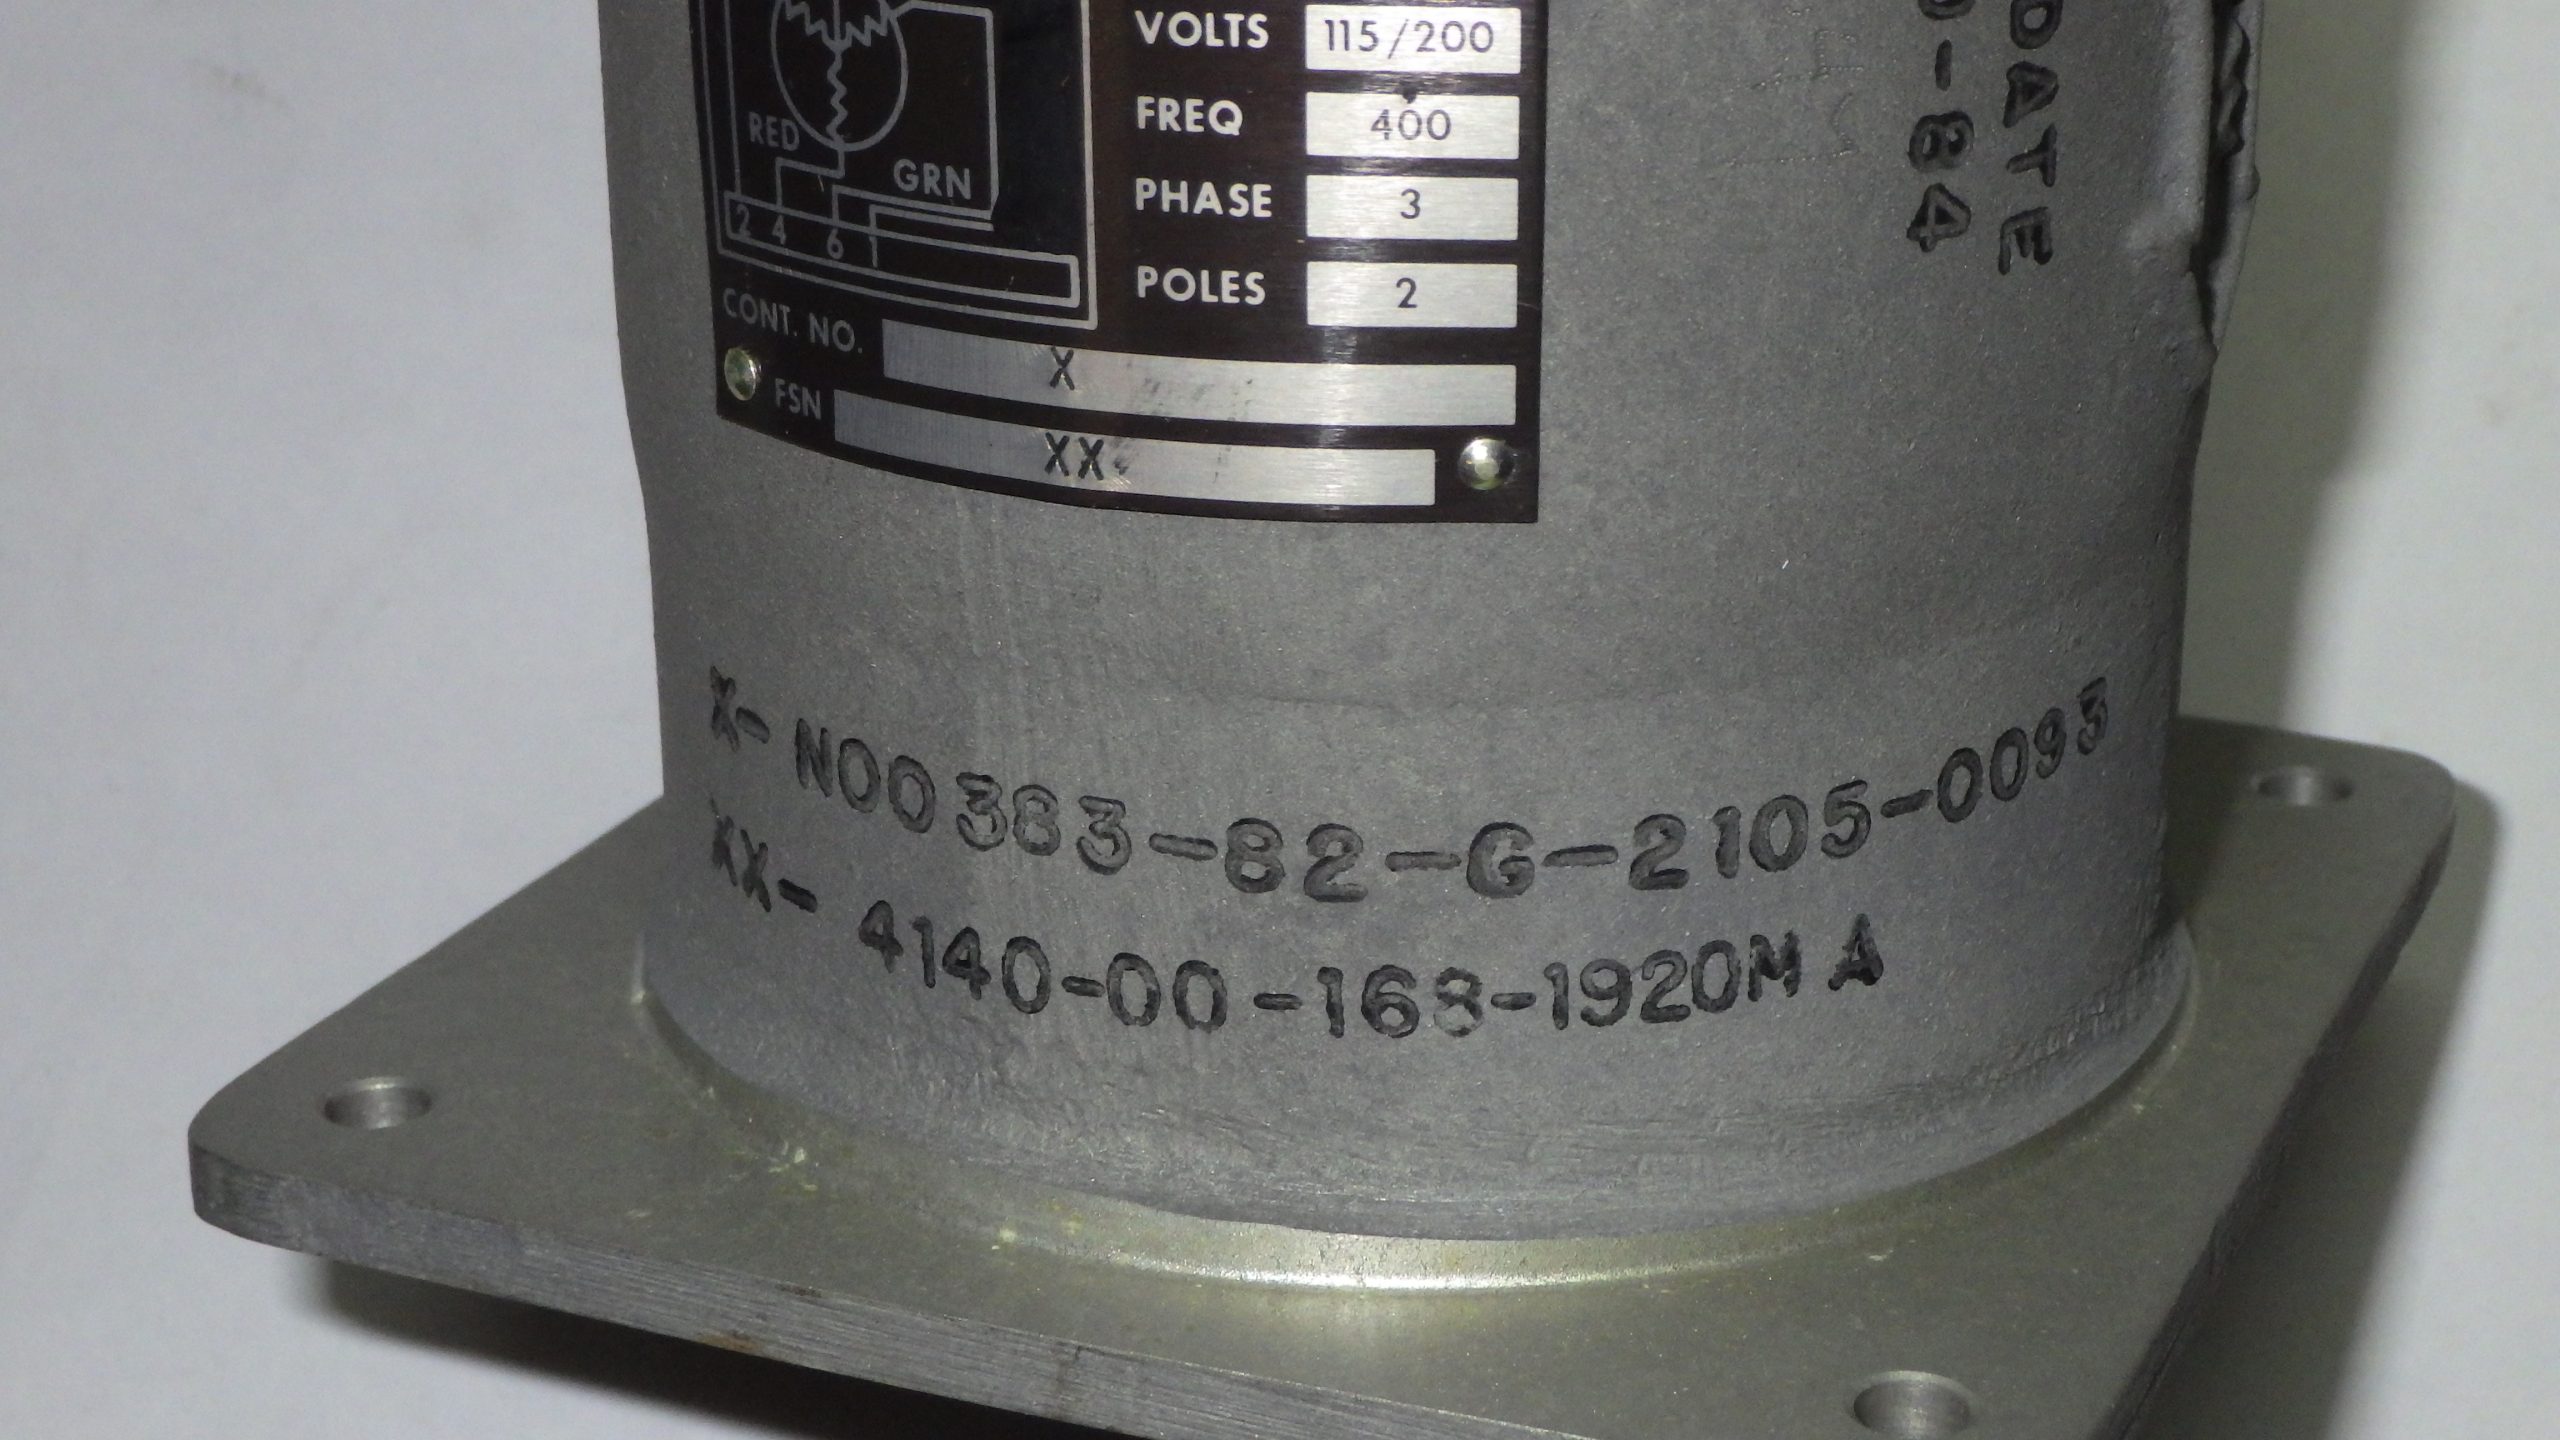 RED
GRN
2 4 6 1
VOLTS 115/200
FREQ 400
PHASE 3
POLES 2
CONT. NO. X
FSN XX
DATE
-84
X-N00383-82-G-2105-0093
XX-4140-00-168-1920MA